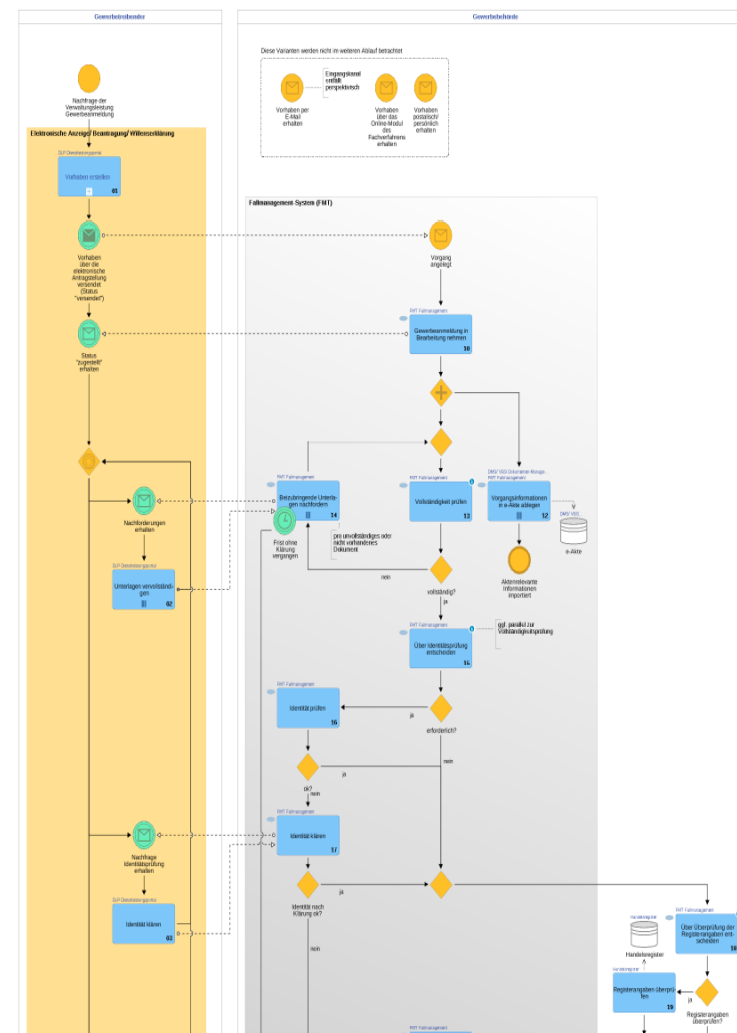 Gewerbetreibender
Gewerbebehörde
Diese Varianten werden nicht im weiteren Ablauf betrachtet
Eingangskanal
entfällt
perspektivisch
Vorhaben per
E-Mail
erhalten
Vorhaben
über das
Online-Modul
des
Fachverfahrens
erhalten
Vorhaben
postalisch/
persönlich
erhalten
Nachfrage der
Verwaltungsleistung
Gewerbeanmeldung
Elektronische Anzeige/ Beantragung/ Willenserklärung
Vorhaben erstellen
01
Fallmanagement-System (FMT)
Vorhaben
über die
elektronische
Antragstellung
versendet
(Status
"versendet")
Vorgang
angelegt
FMT Fallmanagement
Gewerbeanmeldung in
Bearbeitung nehmen
10
Status
"zugestellt"
erhalten
FMT Fallmanagement
Beizubringende Unterla-
gen nachfordern
14
FMT Fallmanagement
Vollständigkeit prüfen
13
FMT Fallmanagement
Vorgangsinformationen
in e-Akte ablegen
12
e-Akte
Nachforderungen
erhalten
Frist ohne
Klärung
vergangen
pro unvollständiges oder
nicht vorhandenes
Dokument
Aktenrelevante
Informationen
importiert
nein
vollständig?
ja
Unterlagen vervollständi-
gen
02
FMT Fallmanagement
Über Identitätsprüfung
entscheiden
ggf. parallel zur
Vollständigkeitsprüfung
FMT Fallmanagement
Identität prüfen
16
ja
erforderlich?
nein
ja
ok?
nein
FMT Fallmanagement
Identität klären
17
Nachfrage
Identitätsprüfung
erhalten
ja
Identität nach
Klärung ok?
nein
Identität klären
03
Handelsregister
Handelsregister
FMT Fallmanagement
Über Überprüfung der
Registerangaben ent-
scheiden
18
Handelsregister
Registerangaben überprü-
fen
19
ja
Registerangaben
überprüfen?
FMT Fallmanagement